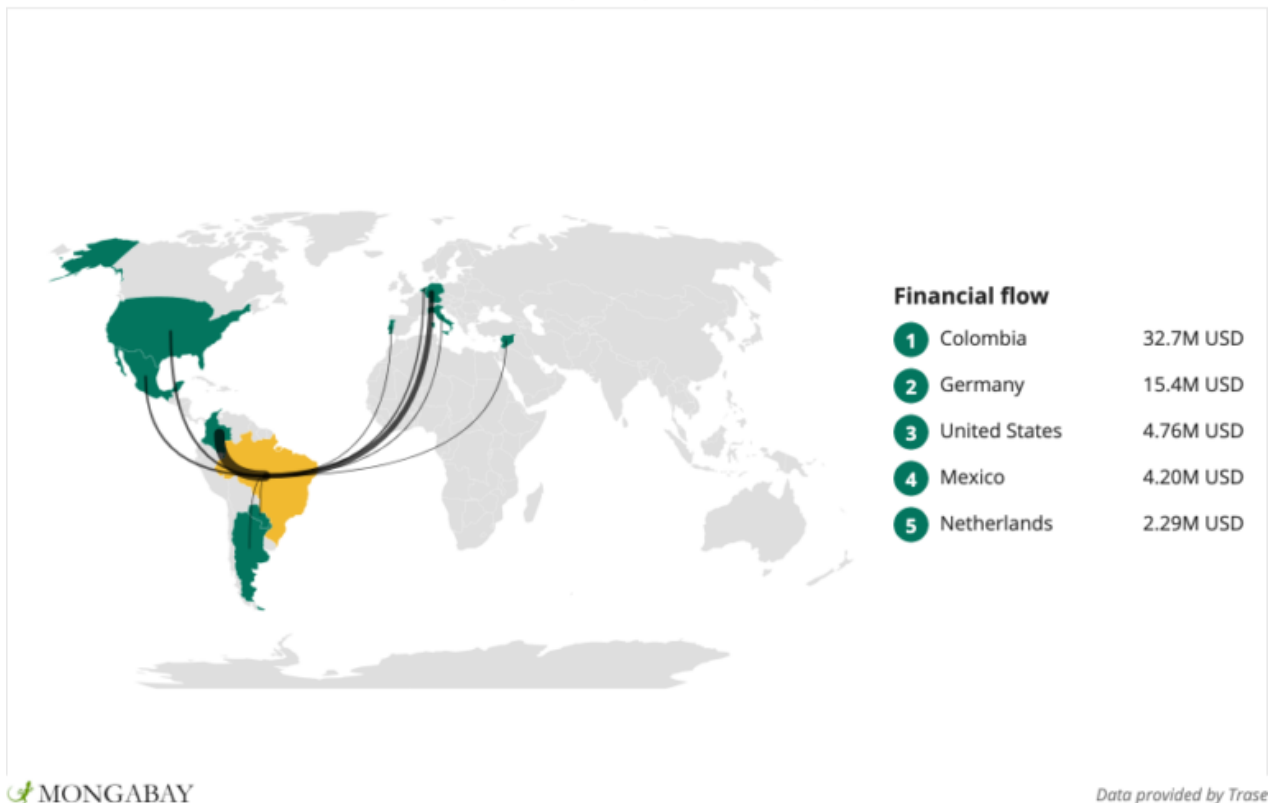 Financial flow
1 Colombia 32.7M USD
2 Germany 15.4M USD
3 United States 4.76M USD
4 Mexico 4.20M USD
5 Netherlands 2.29M USD
MONGABAY
Data provided by Trase